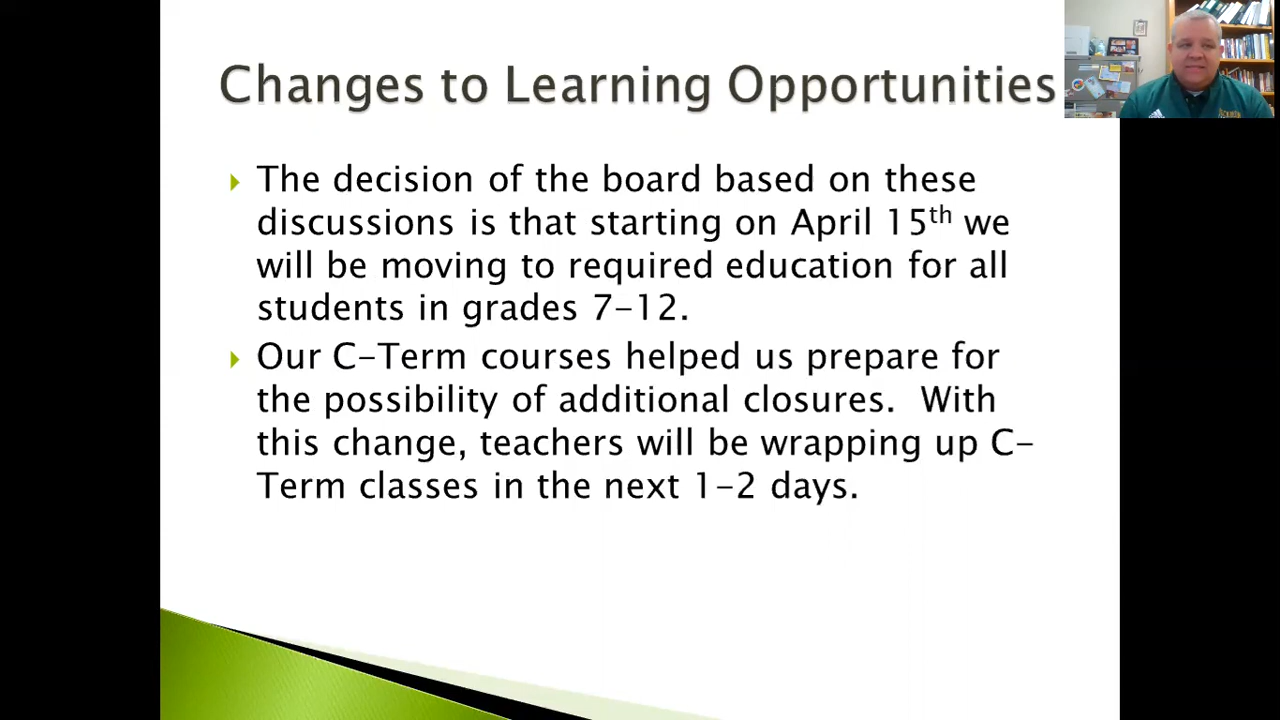 Changes to Learning Opportunities
The decision of the board based on these
discussions is that starting on April 15th we
will be moving to required education for all
students in grades 7-12.
Our C-Term courses helped us prepare for
the possibility of additional closures. With
this change, teachers will be wrapping up C-
Term classes in the next 1-2 days.